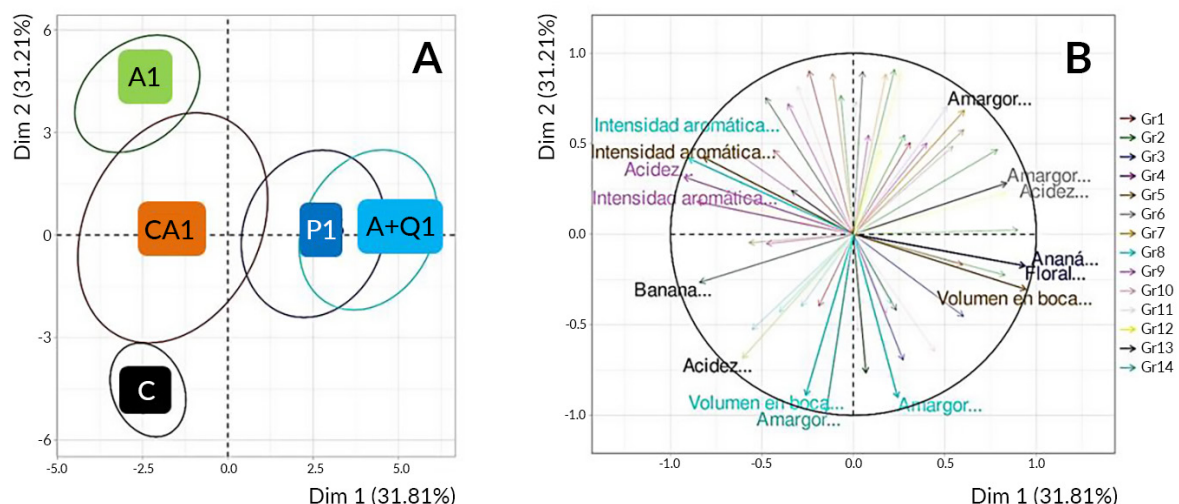 A
Dim 2 (31.21%)
6
3
0
-3
-6
A1
CA1
P1
A+Q1
C
-5.0
-2.5
0.0
2.5
5.0
Dim 1 (31.81%)
B
Dim 2 (31.21%)
1.0
0.5
0.0
-0.5
-1.0
Amargor...
Intensidad aromática...
Intensidad aromática...
Acidez...
Intensidad aromática...
Amargor...
Acidez...
Ananá...
Floral...
Banana...
Volumen en boca...
Acidez...
Volumen en boca...
Amargor...
Amargor...
-1.0
-0.5
0.0
0.5
1.0
Dim 1 (31.81%)
Gr1
Gr2
Gr3
Gr4
Gr5
Gr6
Gr7
Gr8
Gr9
Gr10
Gr11
Gr12
Gr13
Gr14